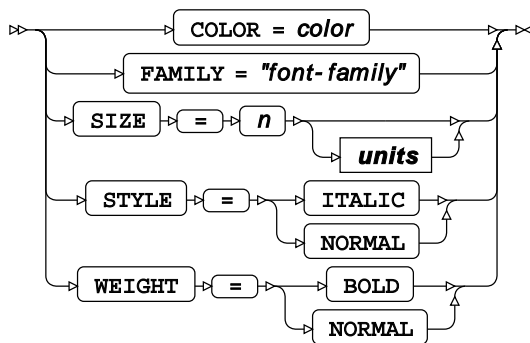 COLOR = color
FAMILY = "font-family"
SIZE = n
units
STYLE = ITALIC
NORMAL
WEIGHT = BOLD
NORMAL